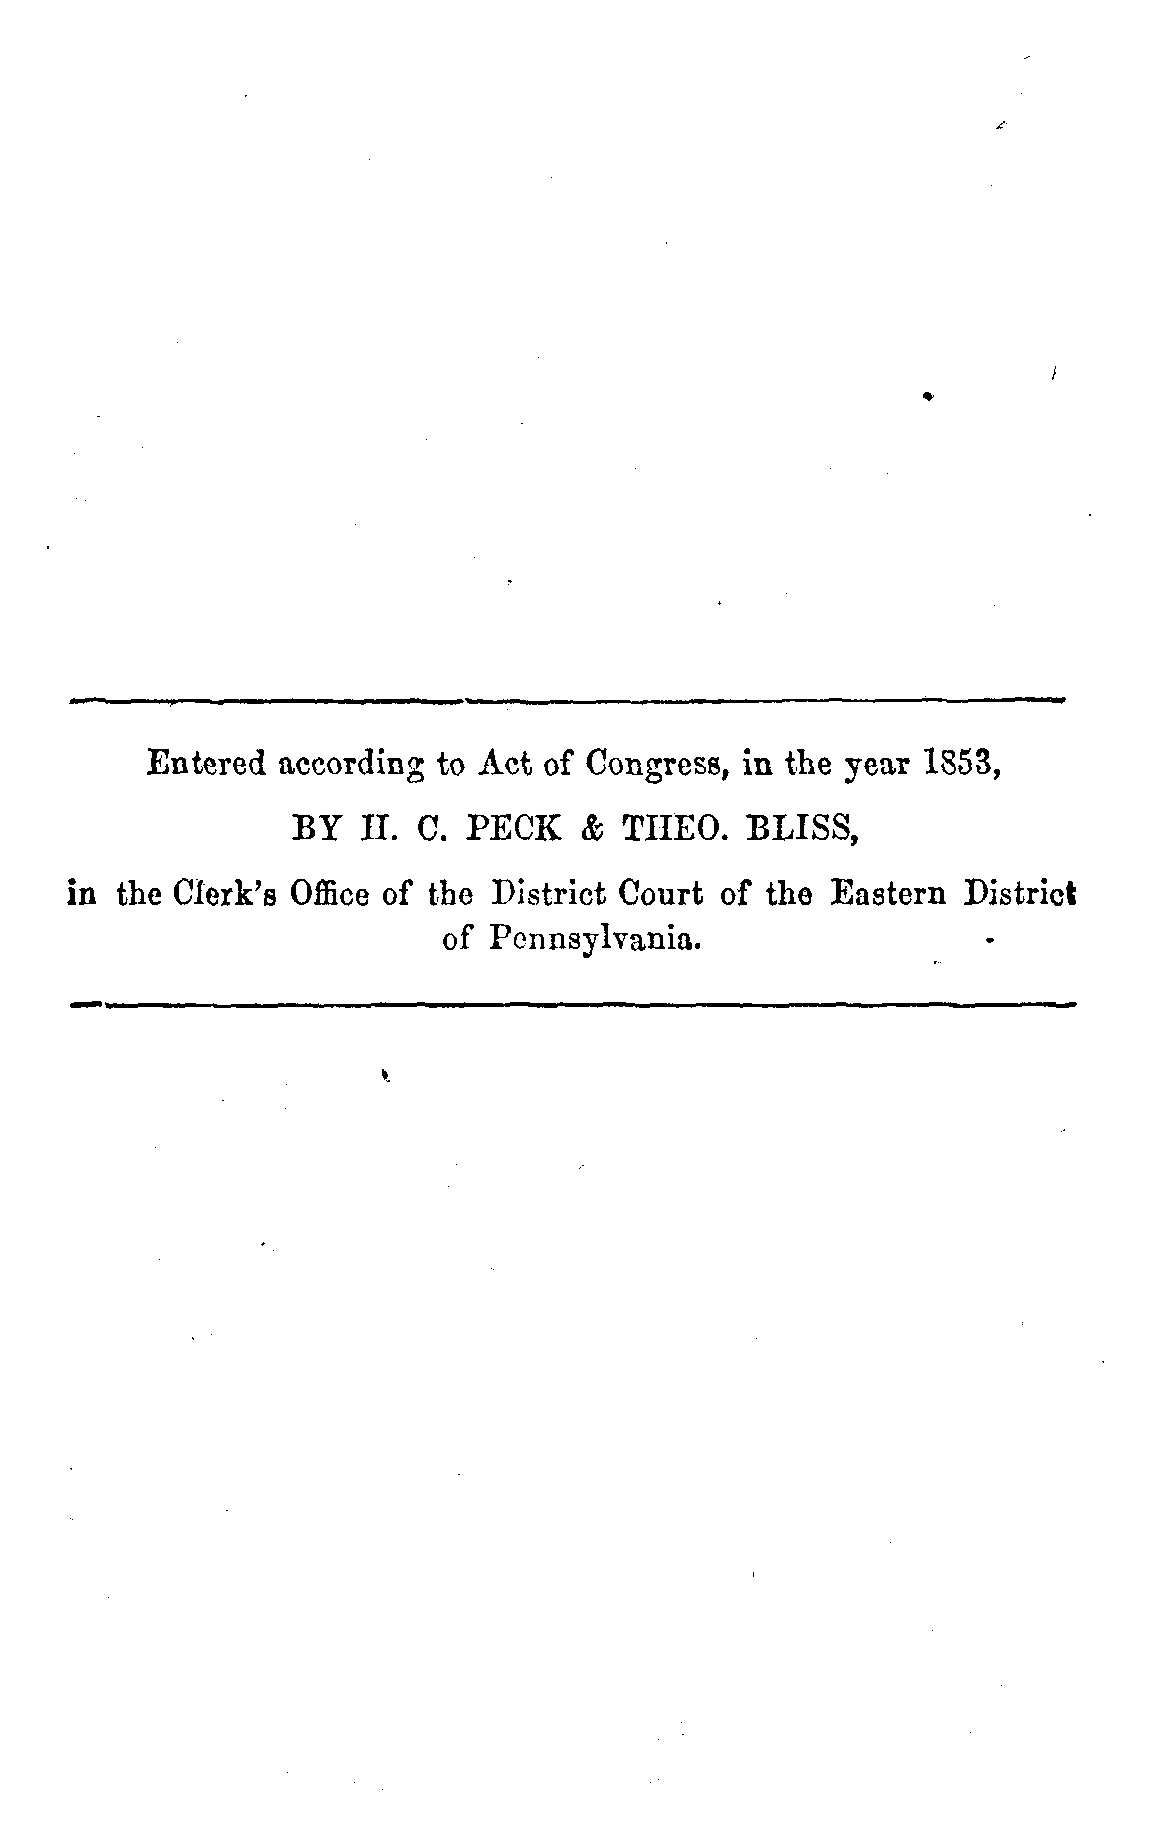 Entered according to Act of Congress, in the year 1853,
BY H. C. PECK & THEO. BLISS,
in the Clerk's Office of the District Court of the Eastern District
of Pennsylvania.